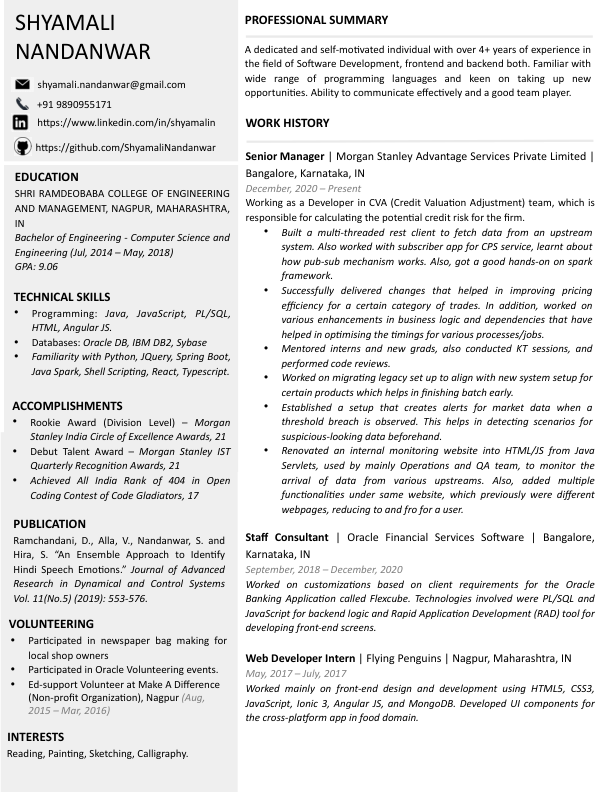 SHYAMALI
NANDANWAR
shyamali.nandanwar@gmail.com
+91 9890955171
https://www.linkedin.com/in/shyamalin
https://github.com/ShyamaliNandanwar
EDUCATION
SHRI RAMDEOBABA COLLEGE OF ENGINEERING
AND MANAGEMENT, NAGPUR, MAHARASHTRA,
IN
Bachelor of Engineering - Computer Science and
Engineering (Jul, 2014 – May, 2018)
GPA: 9.06
TECHNICAL SKILLS
• Programming: Java, JavaScript, PL/SQL,
HTML, Angular JS.
• Databases: Oracle DB, IBM DB2, Sybase
• Familiarity with Python, JQuery, Spring Boot,
Java Spark, Shell Scripting, React, Typescript.
ACCOMPLISHMENTS
• Rookie Award (Division Level) – Morgan
Stanley India Circle of Excellence Awards, 21
• Debut Talent Award – Morgan Stanley IST
Quarterly Recognition Awards, 21
• Achieved All India Rank of 404 in Open
Coding Contest of Code Gladiators, 17
PUBLICATION
Ramchandani, D., Alla, V., Nandanwar, S. and
Hira, S. “An Ensemble Approach to Identify
Hindi Speech Emotions.” Journal of Advanced
Research in Dynamical and Control Systems
Vol. 11(No.5) (2019): 553-576.
VOLUNTEERING
• Participated in newspaper bag making for
local shop owners
• Participated in Oracle Volunteering events.
• Ed-support Volunteer at Make A Difference
(Non-profit Organization), Nagpur (Aug,
2015 – Mar, 2016)
INTERESTS
Reading, Painting, Sketching, Calligraphy.
PROFESSIONAL SUMMARY
A dedicated and self-motivated individual with over 4+ years of experience in
the field of Software Development, frontend and backend both. Familiar with
wide range of programming languages and keen on taking up new
opportunities. Ability to communicate effectively and a good team player.
WORK HISTORY
Senior Manager | Morgan Stanley Advantage Services Private Limited |
Bangalore, Karnataka, IN
December, 2020 – Present
Working as a Developer in CVA (Credit Valuation Adjustment) team, which is
responsible for calculating the potential credit risk for the firm.
• Built a multi-threaded rest client to fetch data from an upstream
system. Also worked with subscriber app for CPS service, learnt about
how pub-sub mechanism works. Also, got a good hands-on on spark
framework.
• Successfully delivered changes that helped in improving pricing
efficiency for a certain category of trades. In addition, worked on
various enhancements in business logic and dependencies that have
helped in optimising the timings for various processes/jobs.
• Mentored interns and new grads, also conducted KT sessions, and
performed code reviews.
• Worked on migrating legacy set up to align with new system setup for
certain products which helps in finishing batch early.
• Established a setup that creates alerts for market data when a
threshold breach is observed. This helps in detecting scenarios for
suspicious-looking data beforehand.
• Renovated an internal monitoring website into HTML/JS from Java
Servlets, used by mainly Operations and QA team, to monitor the
arrival of data from various upstreams. Also, added multiple
functionalities under same website, which previously were different
webpages, reducing to and fro for a user.
Staff Consultant | Oracle Financial Services Software | Bangalore,
Karnataka, IN
September, 2018 – December, 2020
Worked on customizations based on client requirements for the Oracle
Banking Application called Flexcube. Technologies involved were PL/SQL and
JavaScript for backend logic and Rapid Application Development (RAD) tool for
developing front-end screens.
Web Developer Intern | Flying Penguins | Nagpur, Maharashtra, IN
May, 2017 – July, 2017
Worked mainly on front-end design and development using HTML5, CSS3,
JavaScript, Ionic 3, Angular JS, and MongoDB. Developed UI components for
the cross-platform app in food domain.